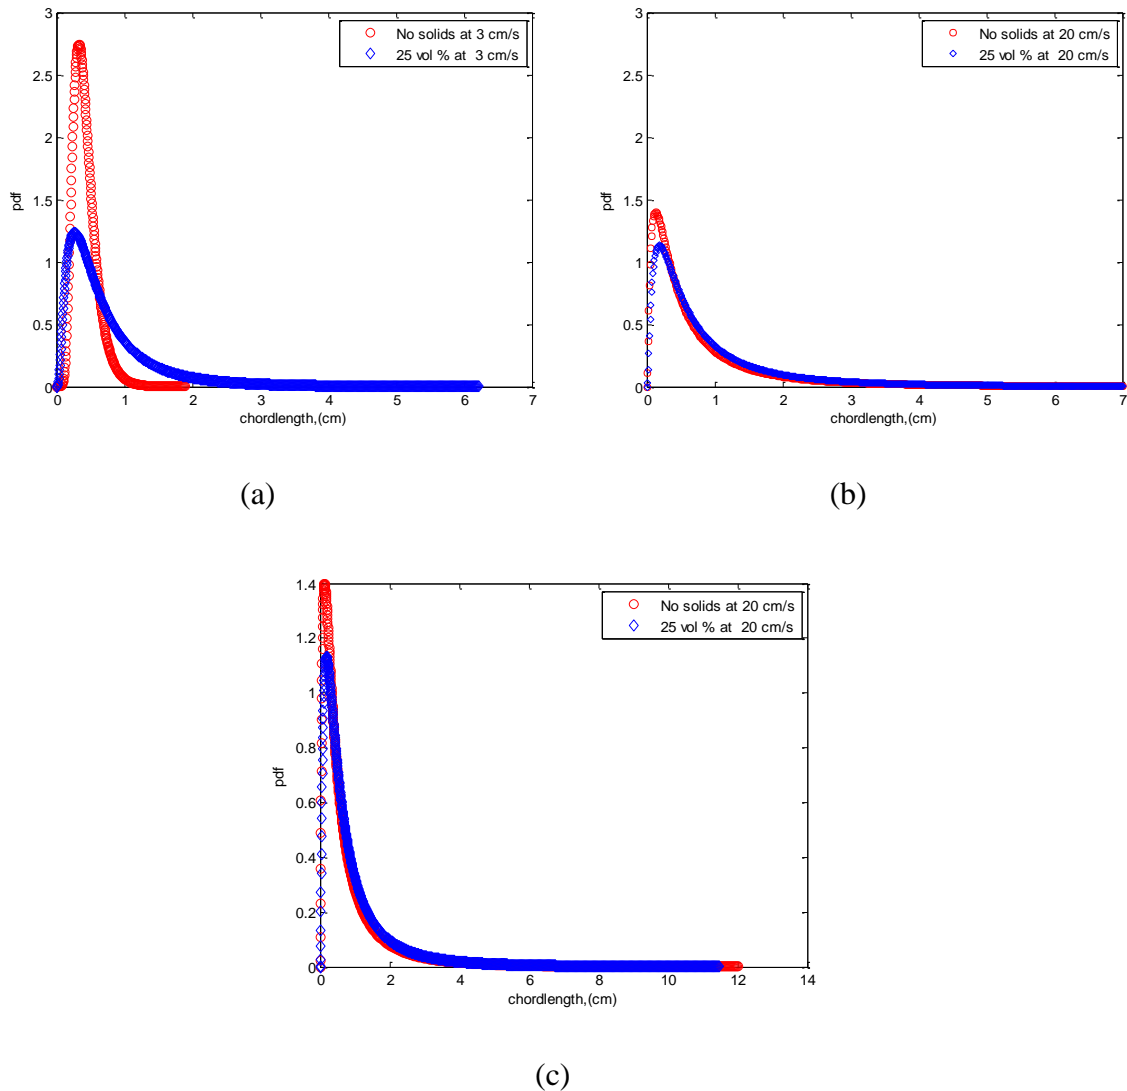 3
2.5
2
1.5
1
0.5
0
pdf
No solids at 3 cm/s
25 vol % at 3 cm/s
0 1 2 3 4 5 6 7
chordlength,(cm)
(a)
3
2.5
2
1.5
1
0.5
0
pdf
No solids at 20 cm/s
25 vol % at 20 cm/s
0 1 2 3 4 5 6 7
chordlength,(cm)
(b)
1.4
1.2
1
0.8
0.6
0.4
0.2
0
pdf
No solids at 20 cm/s
25 vol % at 20 cm/s
0 2 4 6 8 10 12 14
chordlength,(cm)
(c)